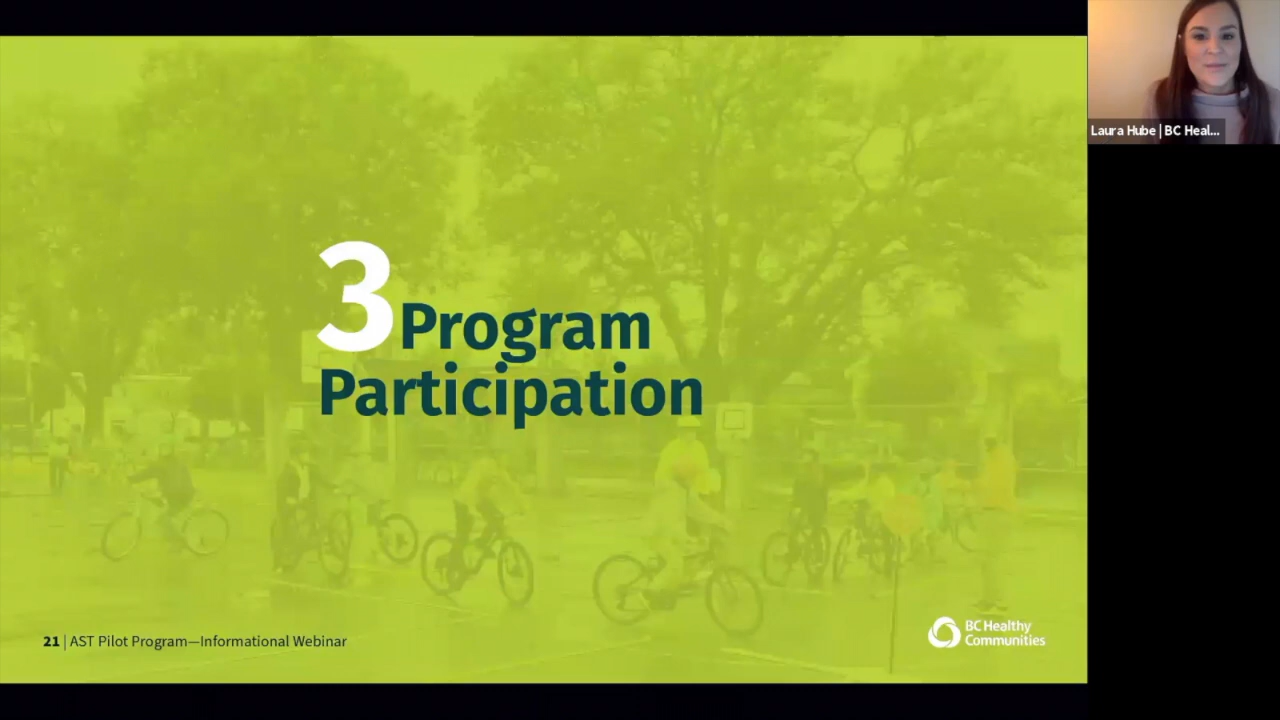 3 Program
Participation
21 | AST Pilot Program—Informational Webinar
BC Healthy
Communities
Laura Hube | BC Heal...